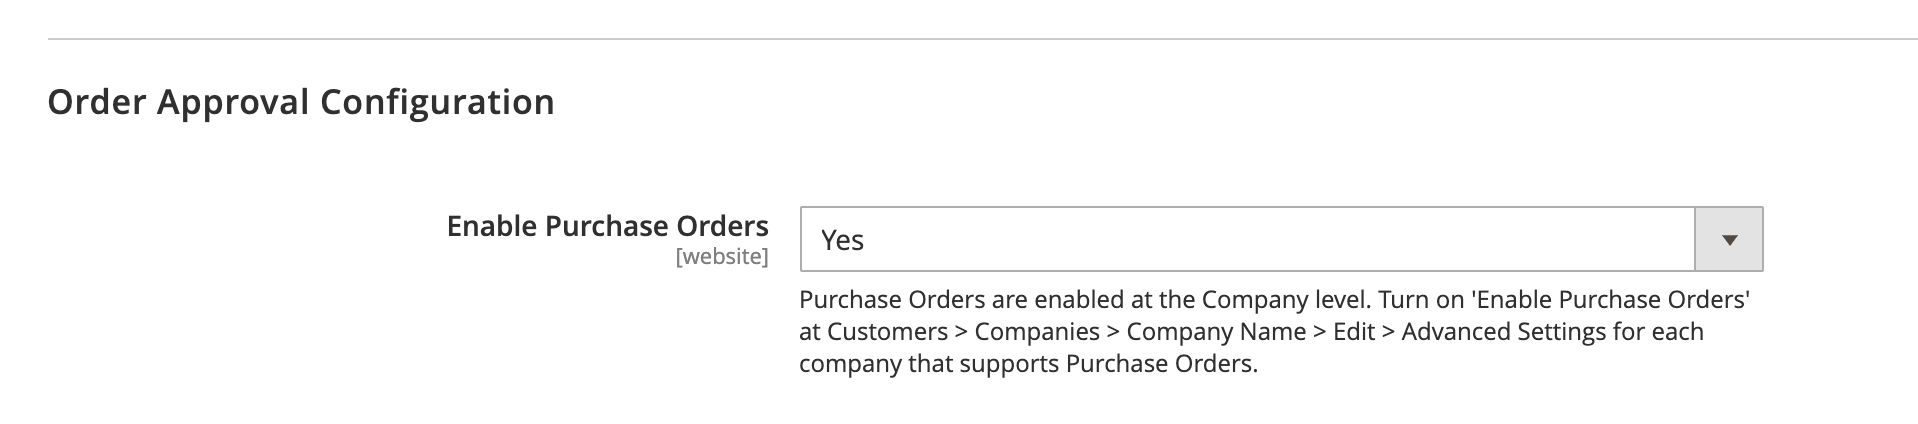 Order Approval Configuration
Enable Purchase Orders
[website]
Yes
Purchase Orders are enabled at the Company level. Turn on 'Enable Purchase Orders'
at Customers > Companies > Company Name > Edit > Advanced Settings for each
company that supports Purchase Orders.